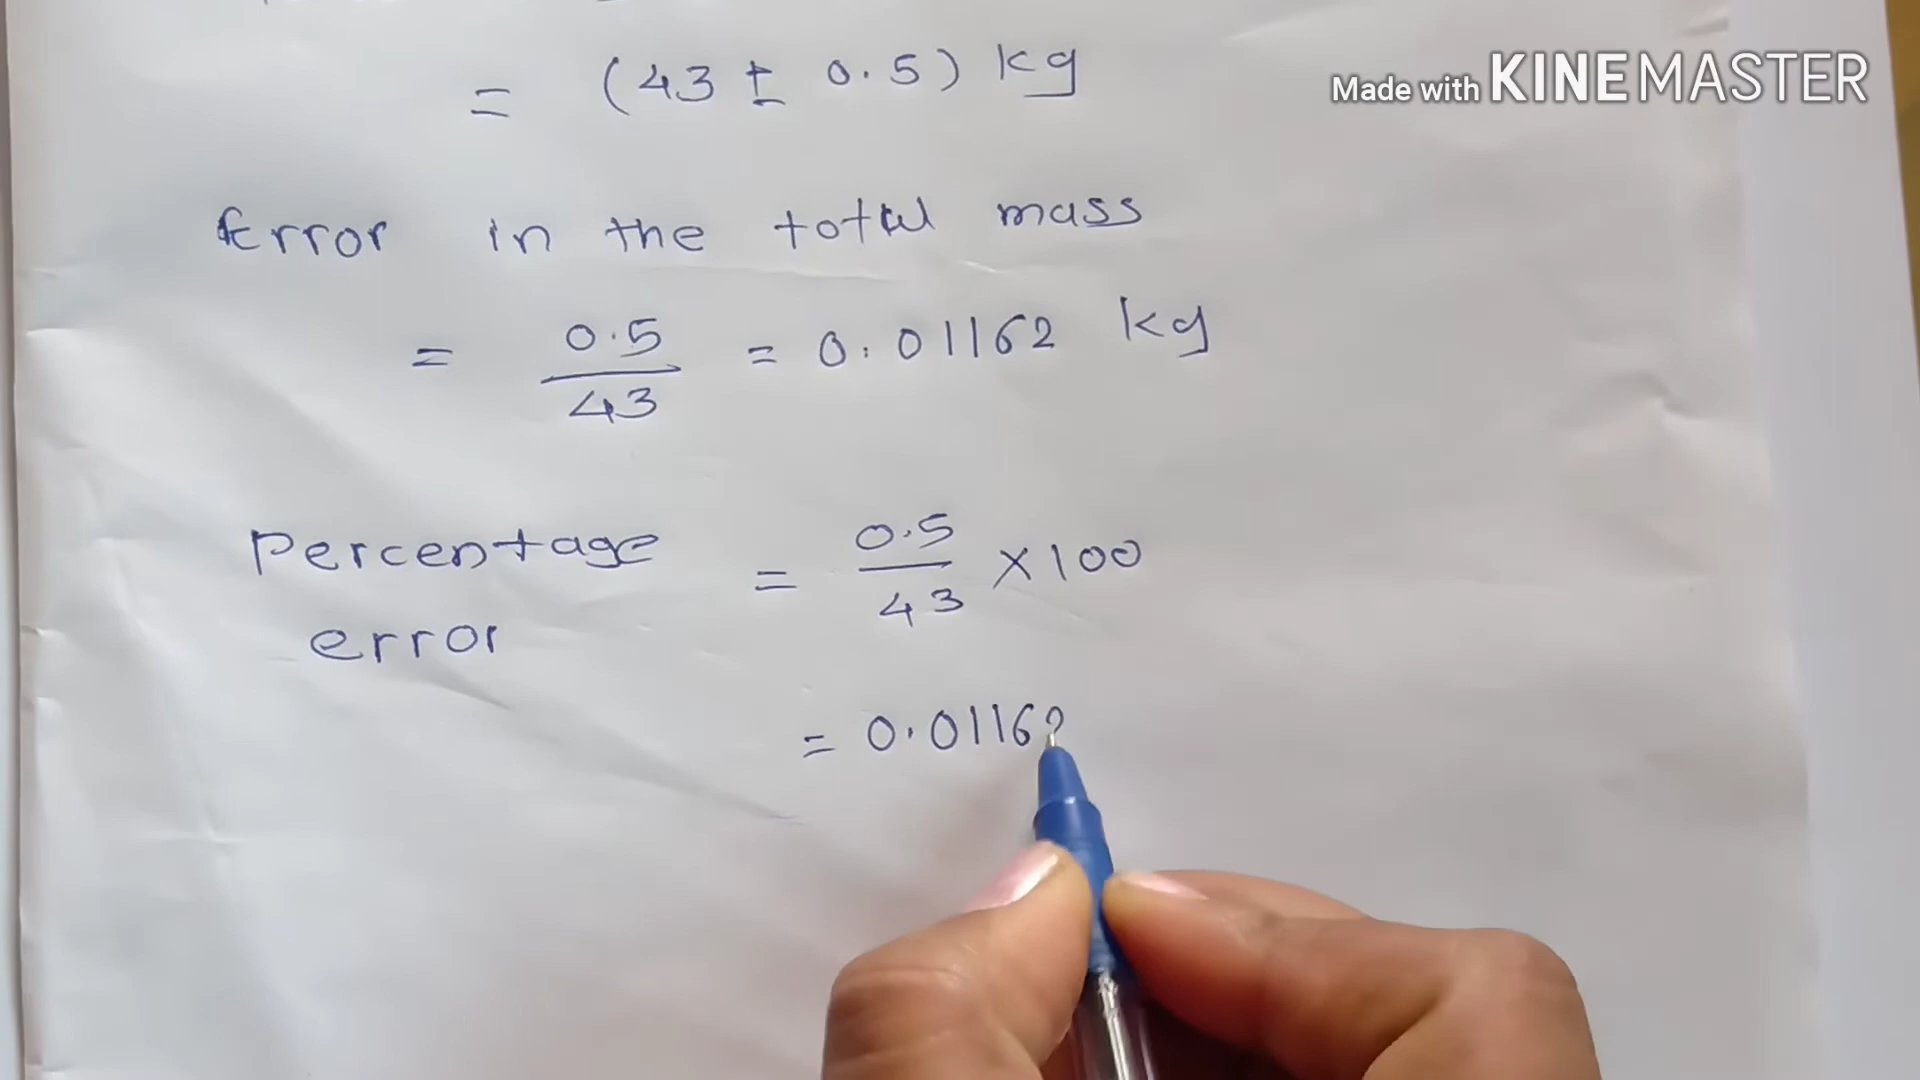 = (43 ± 0.5) kg
Made with KINEMASTER
Error in the total mass
= 0.5/43 = 0.01162 kg
Percentage error = 0.5/43 × 100
= 0.01162